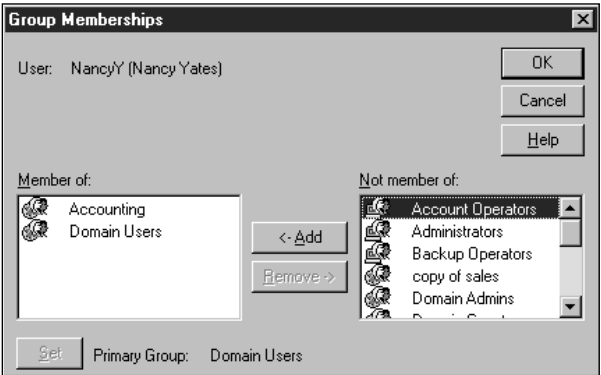 Group Memberships
User: NancyY (Nancy Yates)
OK
Cancel
Help
Member of:
Accounting
Domain Users
<- Add
Remove ->
Not member of:
Account Operators
Administrators
Backup Operators
copy of sales
Domain Admins
Set
Primary Group: Domain Users